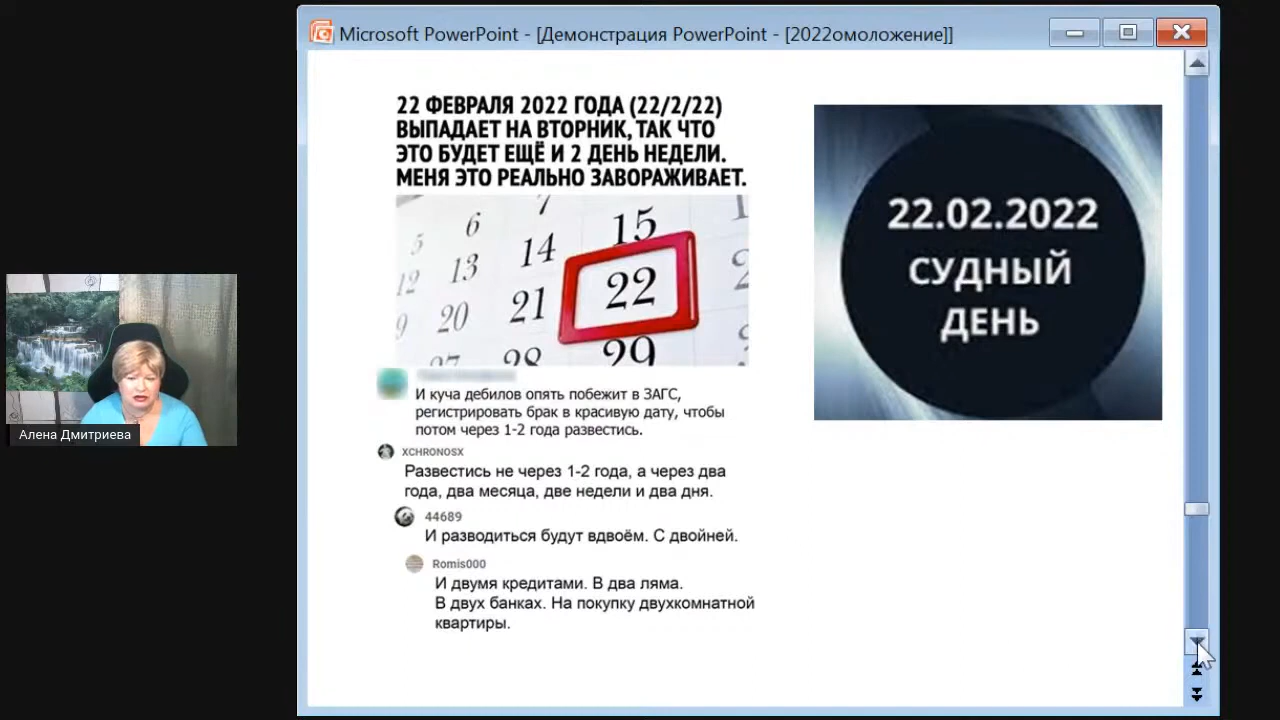 Microsoft PowerPoint - [Демонстрация PowerPoint - [2022омоложение]]
22 ФЕВРАЛЯ 2022 ГОДА (22/2/22)
ВЫПАДАЕТ НА ВТОРНИК, ТАК ЧТО
ЭТО БУДЕТ ЕЩЁ И 2 ДЕНЬ НЕДЕЛИ.
МЕНЯ ЭТО РЕАЛЬНО ЗАВОРАЖИВАЕТ.
5 6 7
12 13 14 15
20 21 22
28 29
И куча дебилов опять побежит в ЗАГС,
регистрировать брак в красивую дату, чтобы
потом через 1-2 года развестись.
XCHRONOSX
Развестись не через 1-2 года, а через два
года, два месяца, две недели и два дня.
44689
И разводиться будут вдвоём. С двойней.
Romis000
И двумя кредитами. В два ляма.
В двух банках. На покупку двухкомнатной
квартиры.
22.02.2022
СУДНЫЙ
ДЕНЬ
Алена Дмитриева